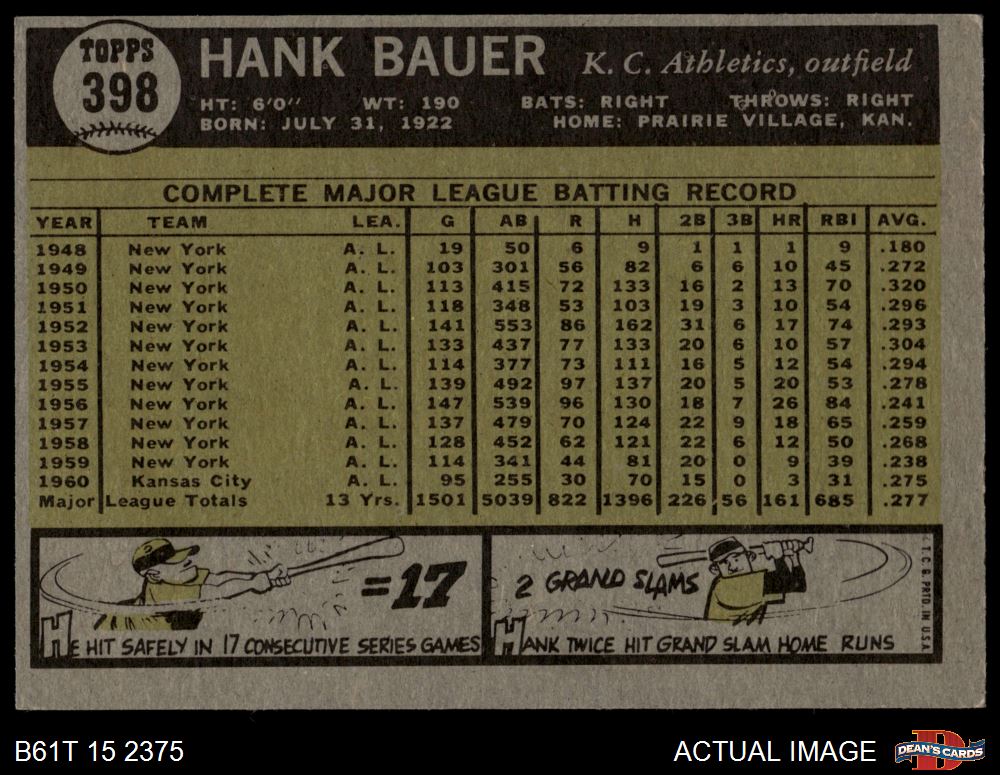 TOPPS
398
HANK BAUER K. C. Athletics, outfield
HT: 6'0" WT: 190 BATS: RIGHT THROWS: RIGHT
BORN: JULY 31, 1922 HOME: PRAIRIE VILLAGE, KAN.
COMPLETE MAJOR LEAGUE BATTING RECORD
YEAR TEAM LEA. G AB R H 2B 3B HR RBI AVG.
1948 New York A. L. 19 50 6 9 1 1 1 9 .180
1949 New York A. L. 103 301 56 82 6 6 10 45 .272
1950 New York A. L. 113 415 72 133 16 2 13 70 .320
1951 New York A. L. 118 348 53 103 19 3 10 54 .296
1952 New York A. L. 141 553 86 162 31 6 17 74 .293
1953 New York A. L. 133 437 77 133 20 6 10 57 .304
1954 New York A. L. 114 377 73 111 16 5 12 54 .294
1955 New York A. L. 139 492 97 137 20 5 20 53 .278
1956 New York A. L. 147 539 96 130 18 7 26 84 .241
1957 New York A. L. 137 479 70 124 22 9 18 65 .259
1958 New York A. L. 128 452 62 121 22 6 12 50 .268
1959 New York A. L. 114 341 44 81 20 0 9 39 .238
1960 Kansas City A. L. 95 255 30 70 15 0 3 31 .275
Major League Totals 13 Yrs. 1501 5039 822 1396 226 56 161 685 .277
=17
HE HIT SAFELY IN 17 CONSECUTIVE SERIES GAMES
2 GRAND SLAMS
HANK TWICE HIT GRAND SLAM HOME RUNS
T. C. G. PRTD. IN U.S.A.
B61T 15 2375 ACTUAL IMAGE
D
DEAN'S CARDS